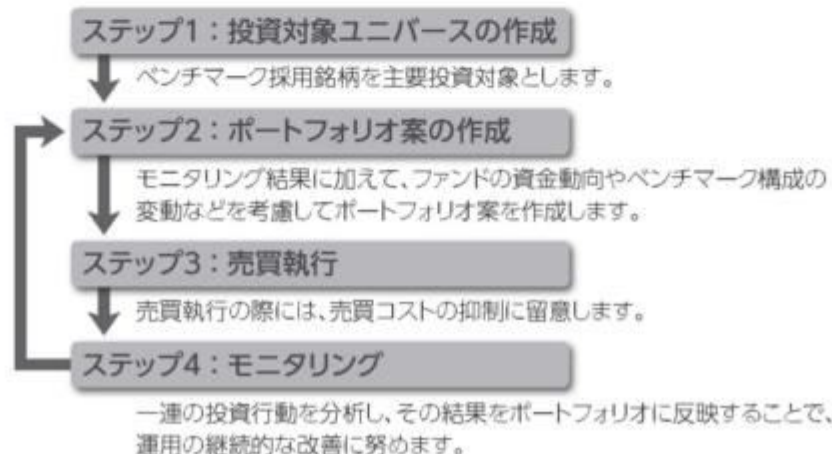 ステップ1：投資対象ユニバースの作成
ベンチマーク採用銘柄を主要投資対象とします。
ステップ2：ポートフォリオ案の作成
モニタリング結果に加えて、ファンドの資金動向やベンチマーク構成の
変動などを考慮してポートフォリオ案を作成します。
ステップ3：売買執行
売買執行の際には、売買コストの抑制に留意します。
ステップ4：モニタリング
一連の投資行動を分析し、その結果をポートフォリオに反映することで、
運用の継続的な改善に努めます。